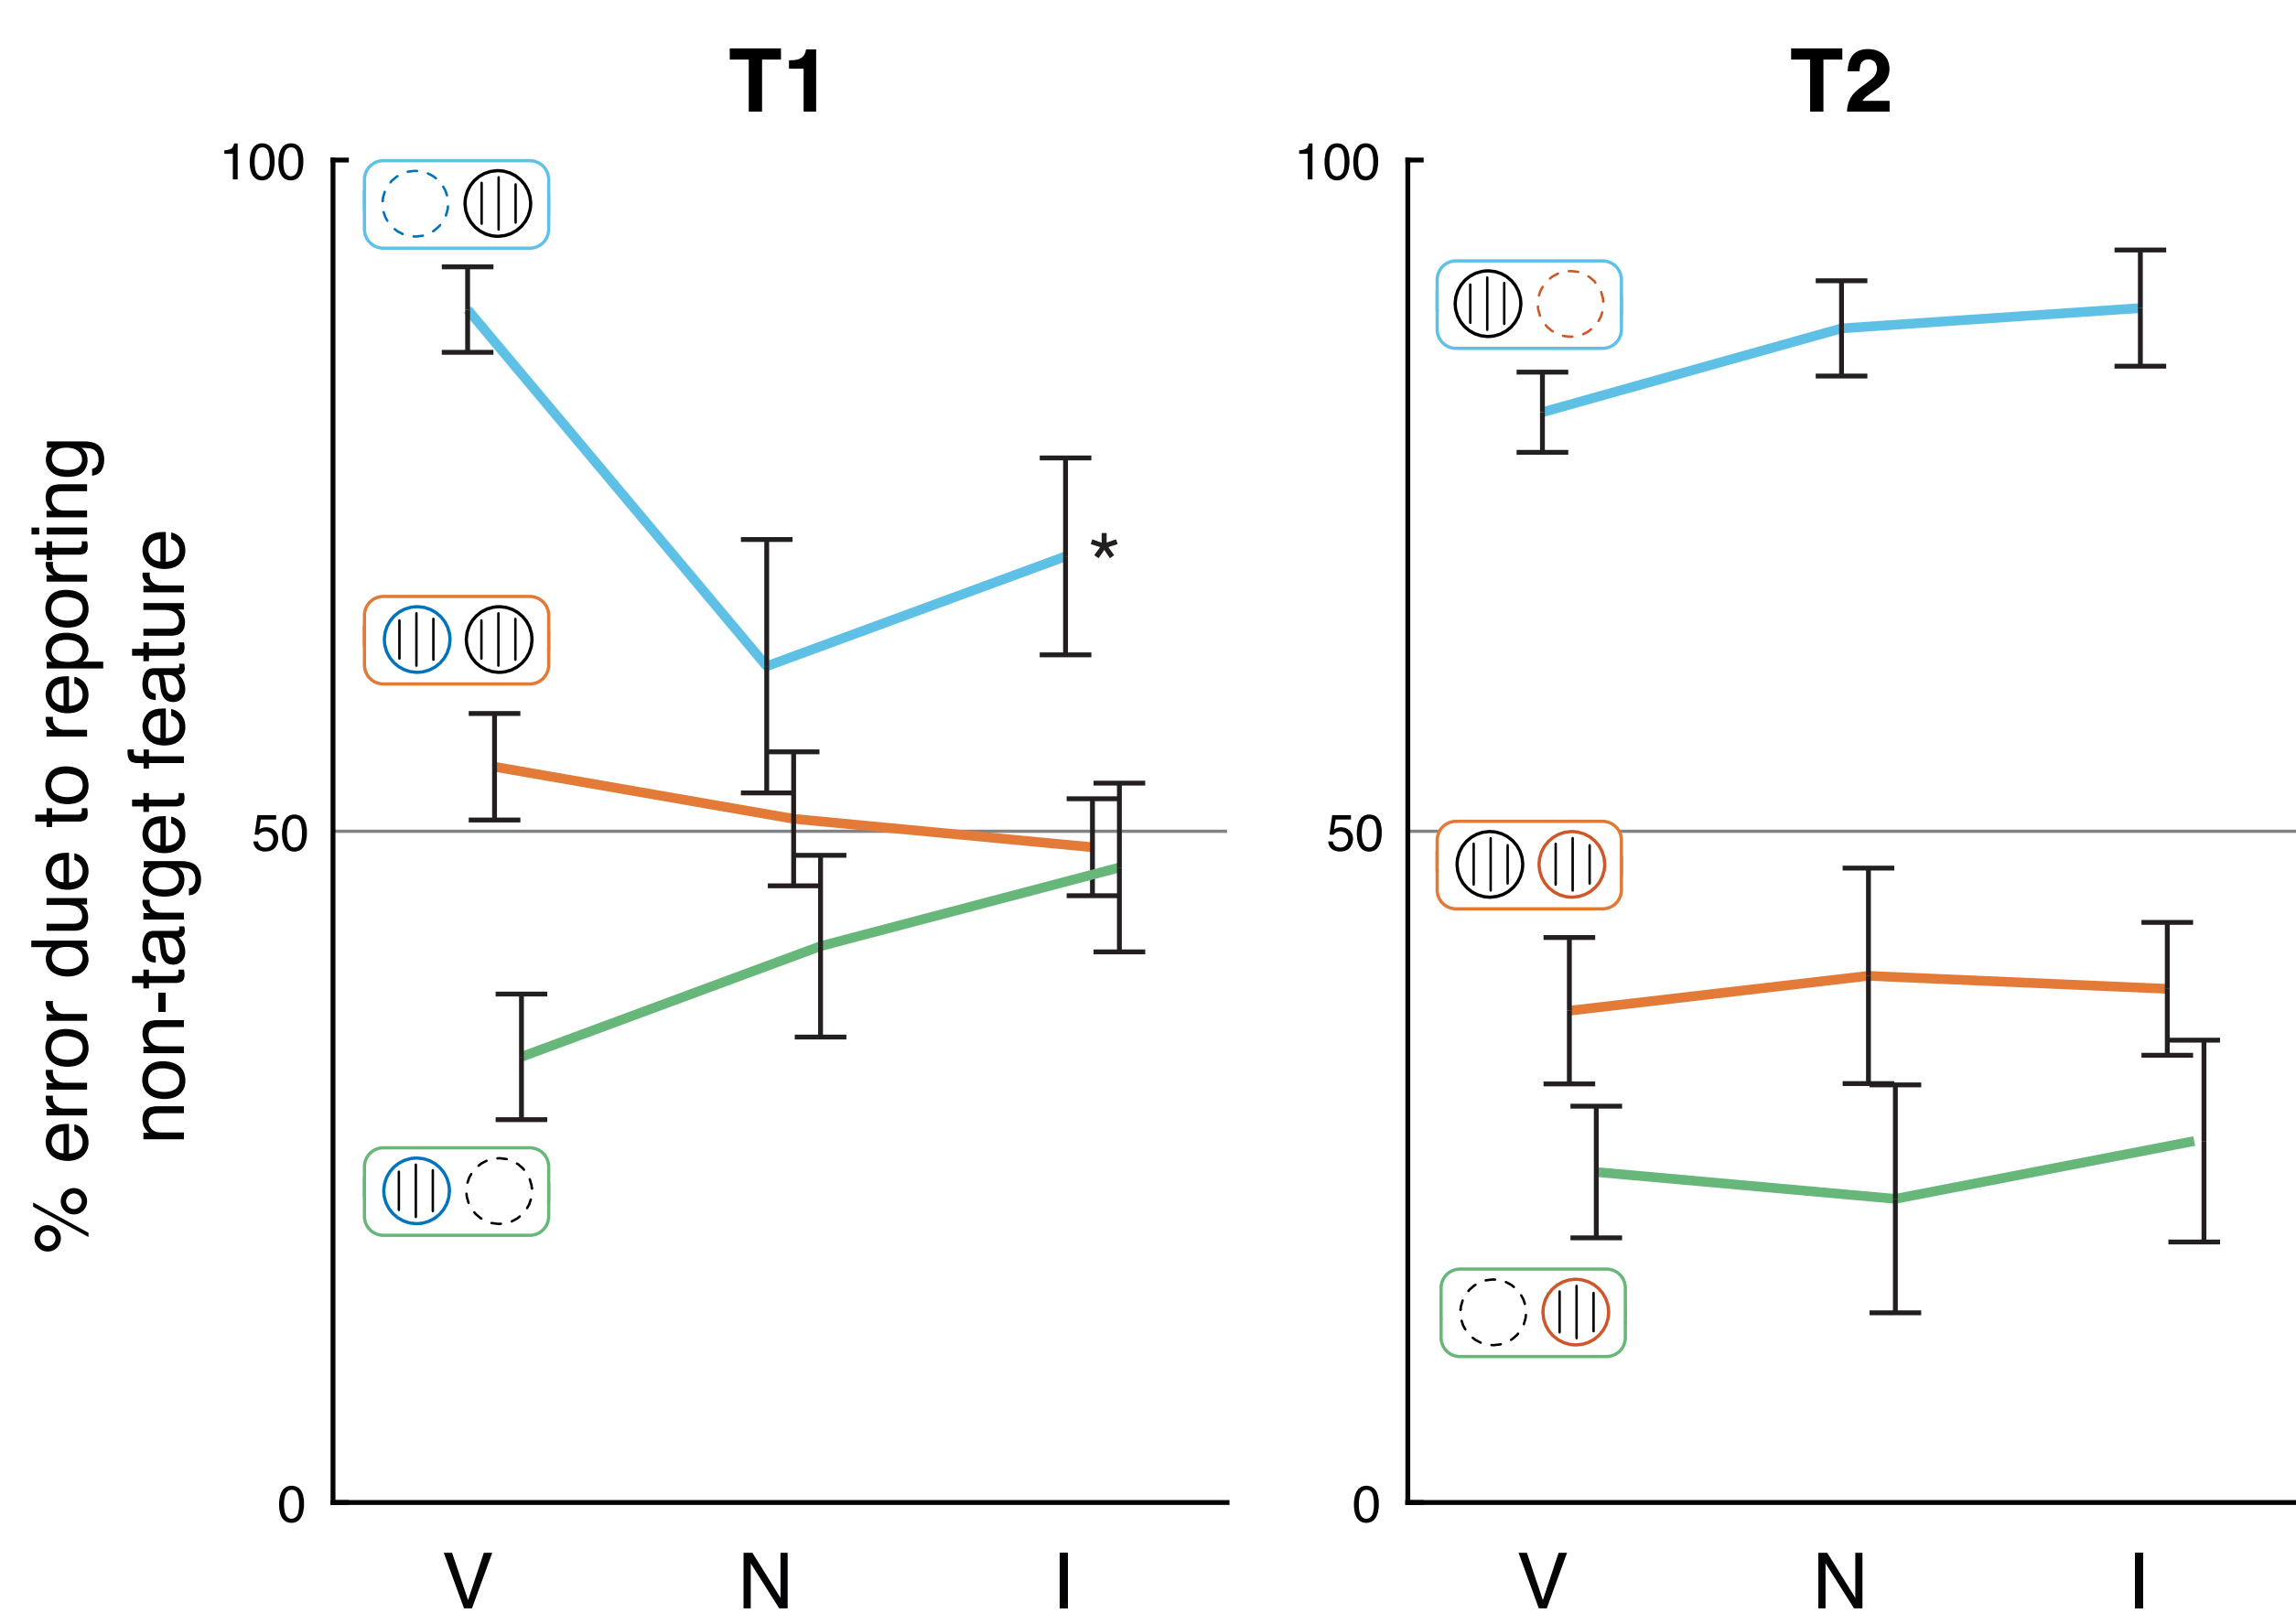 T1
T2
% error due to reporting
non-target feature
100
50
0
*
V N I
100
50
0
V N I